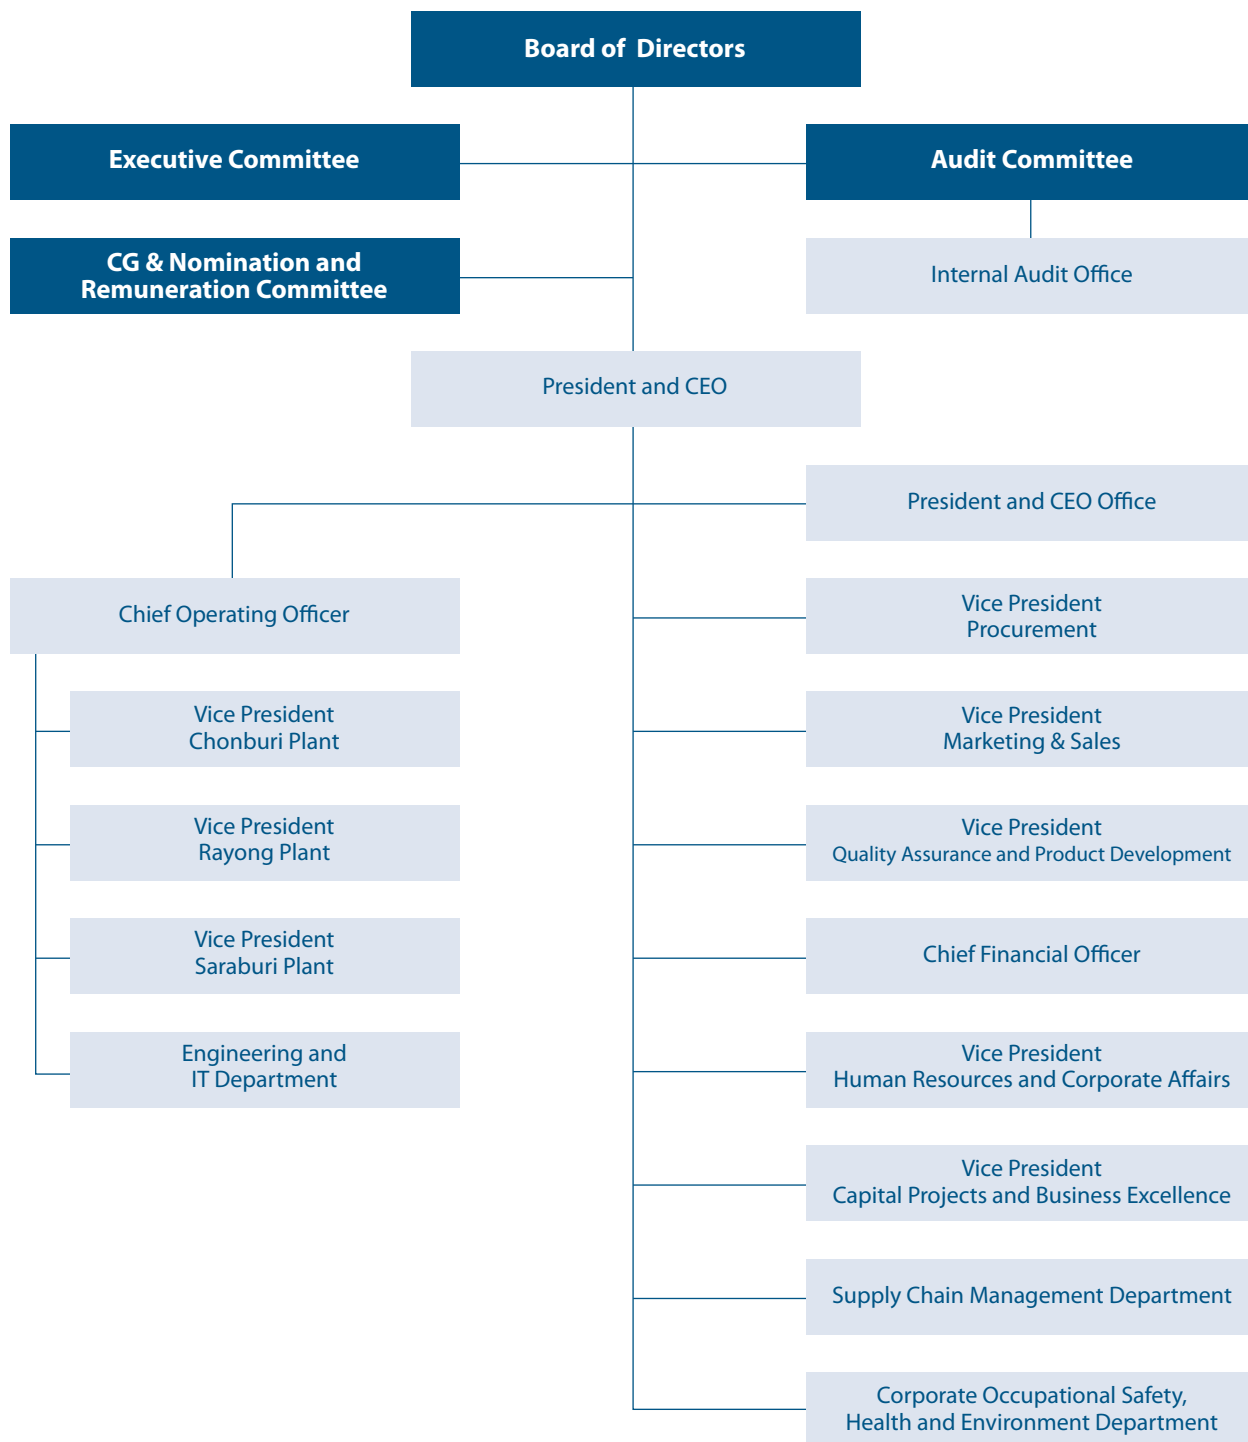 Board of Directors
Executive Committee
Audit Committee
CG & Nomination and
Remuneration Committee
Internal Audit Office
President and CEO
President and CEO Office
Chief Operating Officer
Vice President
Procurement
Vice President
Chonburi Plant
Vice President
Marketing & Sales
Vice President
Rayong Plant
Vice President
Quality Assurance and Product Development
Vice President
Saraburi Plant
Chief Financial Officer
Engineering and
IT Department
Vice President
Human Resources and Corporate Affairs
Vice President
Capital Projects and Business Excellence
Supply Chain Management Department
Corporate Occupational Safety,
Health and Environment Department